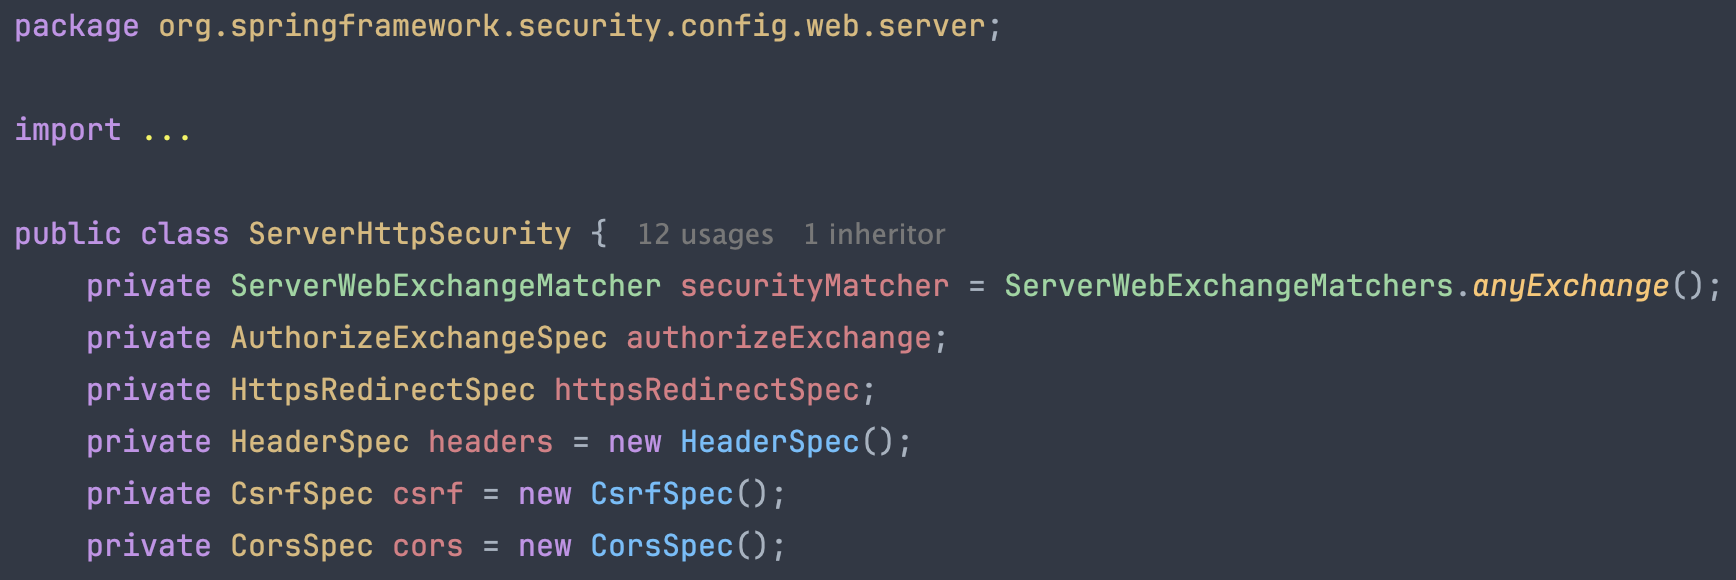 package org.springframework.security.config.web.server;
import ...
public class ServerHttpSecurity { 12 usages 1 inheritor
private ServerWebExchangeMatcher securityMatcher = ServerWebExchangeMatchers.anyExchange();
private AuthorizeExchangeSpec authorizeExchange;
private HttpsRedirectSpec httpsRedirectSpec;
private HeaderSpec headers = new HeaderSpec();
private CsrfSpec csrf = new CsrfSpec();
private CorsSpec cors = new CorsSpec();